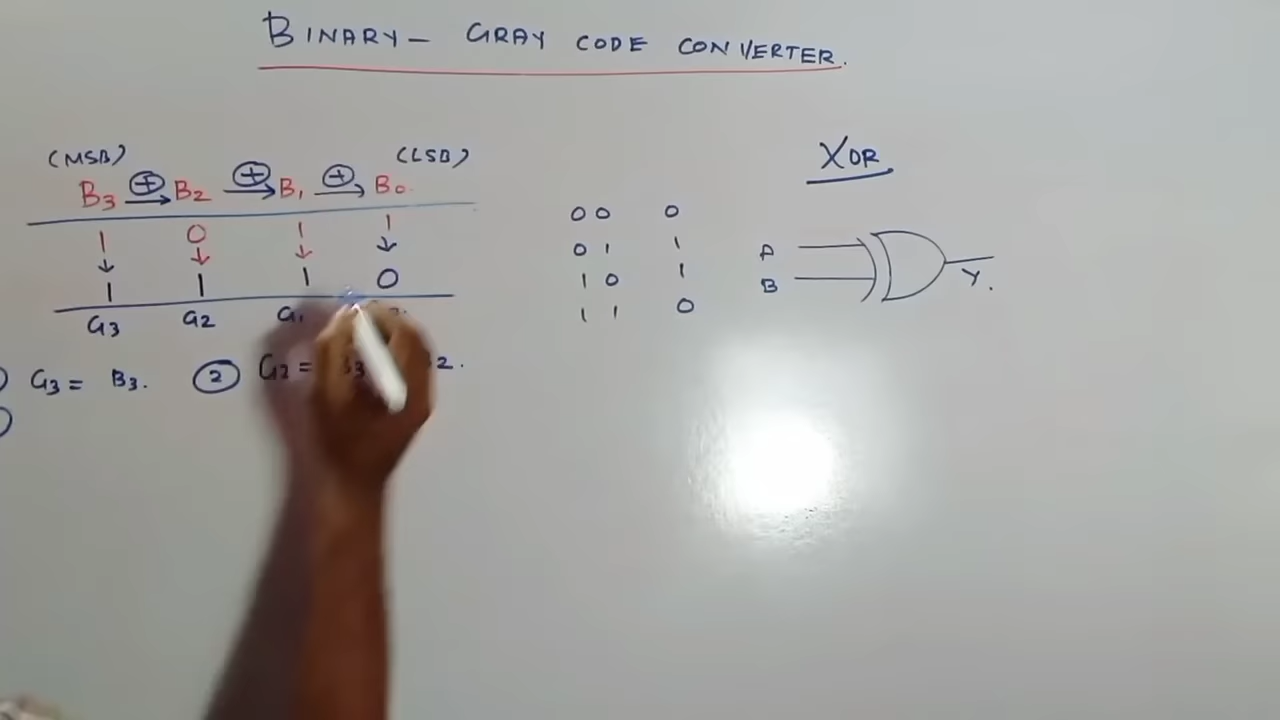 BINARY - GRAY CODE CONVERTER.
(MSB) (LSB)
B3 ⊕→ B2 ⊕→ B1 ⊕→ B0
1 0 1 1
↓ ↓ ↓ ↓
1 1 1 0
G3 G2 G1
G3 = B3. 2 G2 = B3 2.
XOR
0 0 0
0 1 1
1 0 1
1 1 0
A
B
Y.